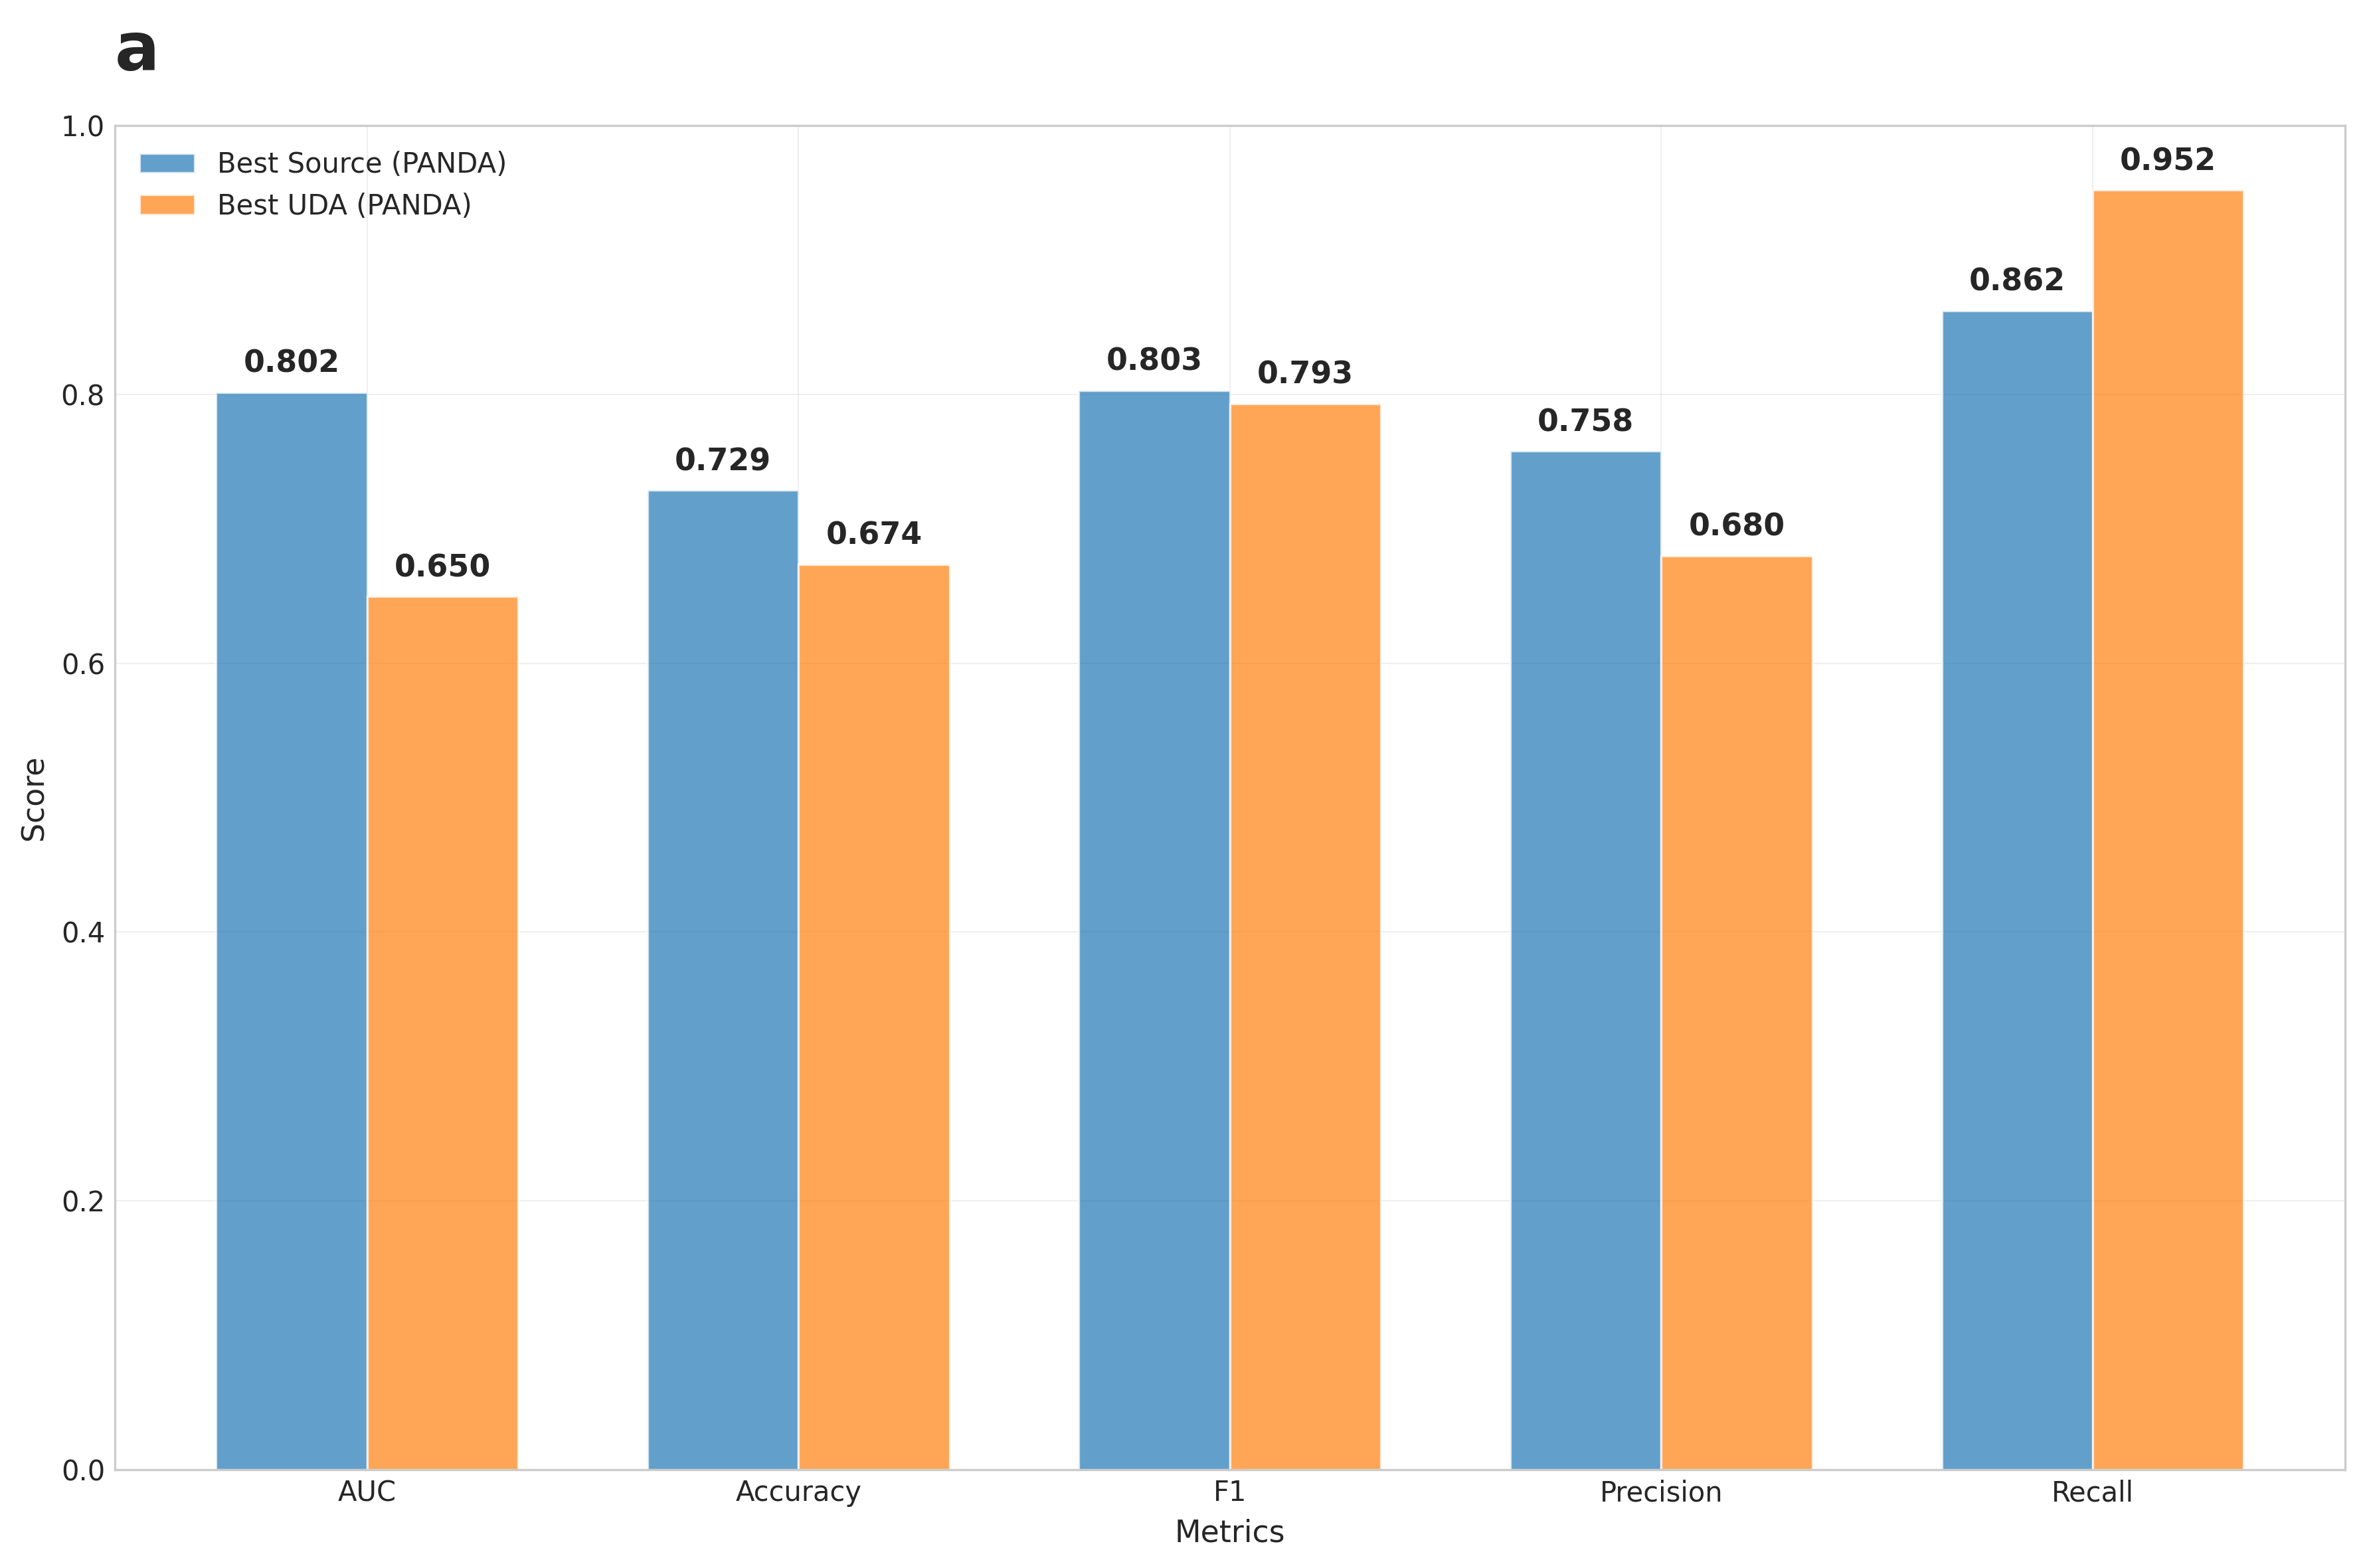 a
1.0
Best Source (PANDA)
Best UDA (PANDA)
0.952
0.862
0.802
0.803
0.793
0.8
0.758
0.729
0.680
0.674
0.650
0.6
Score
0.4
0.2
0.0
AUC Accuracy F1 Precision Recall
Metrics